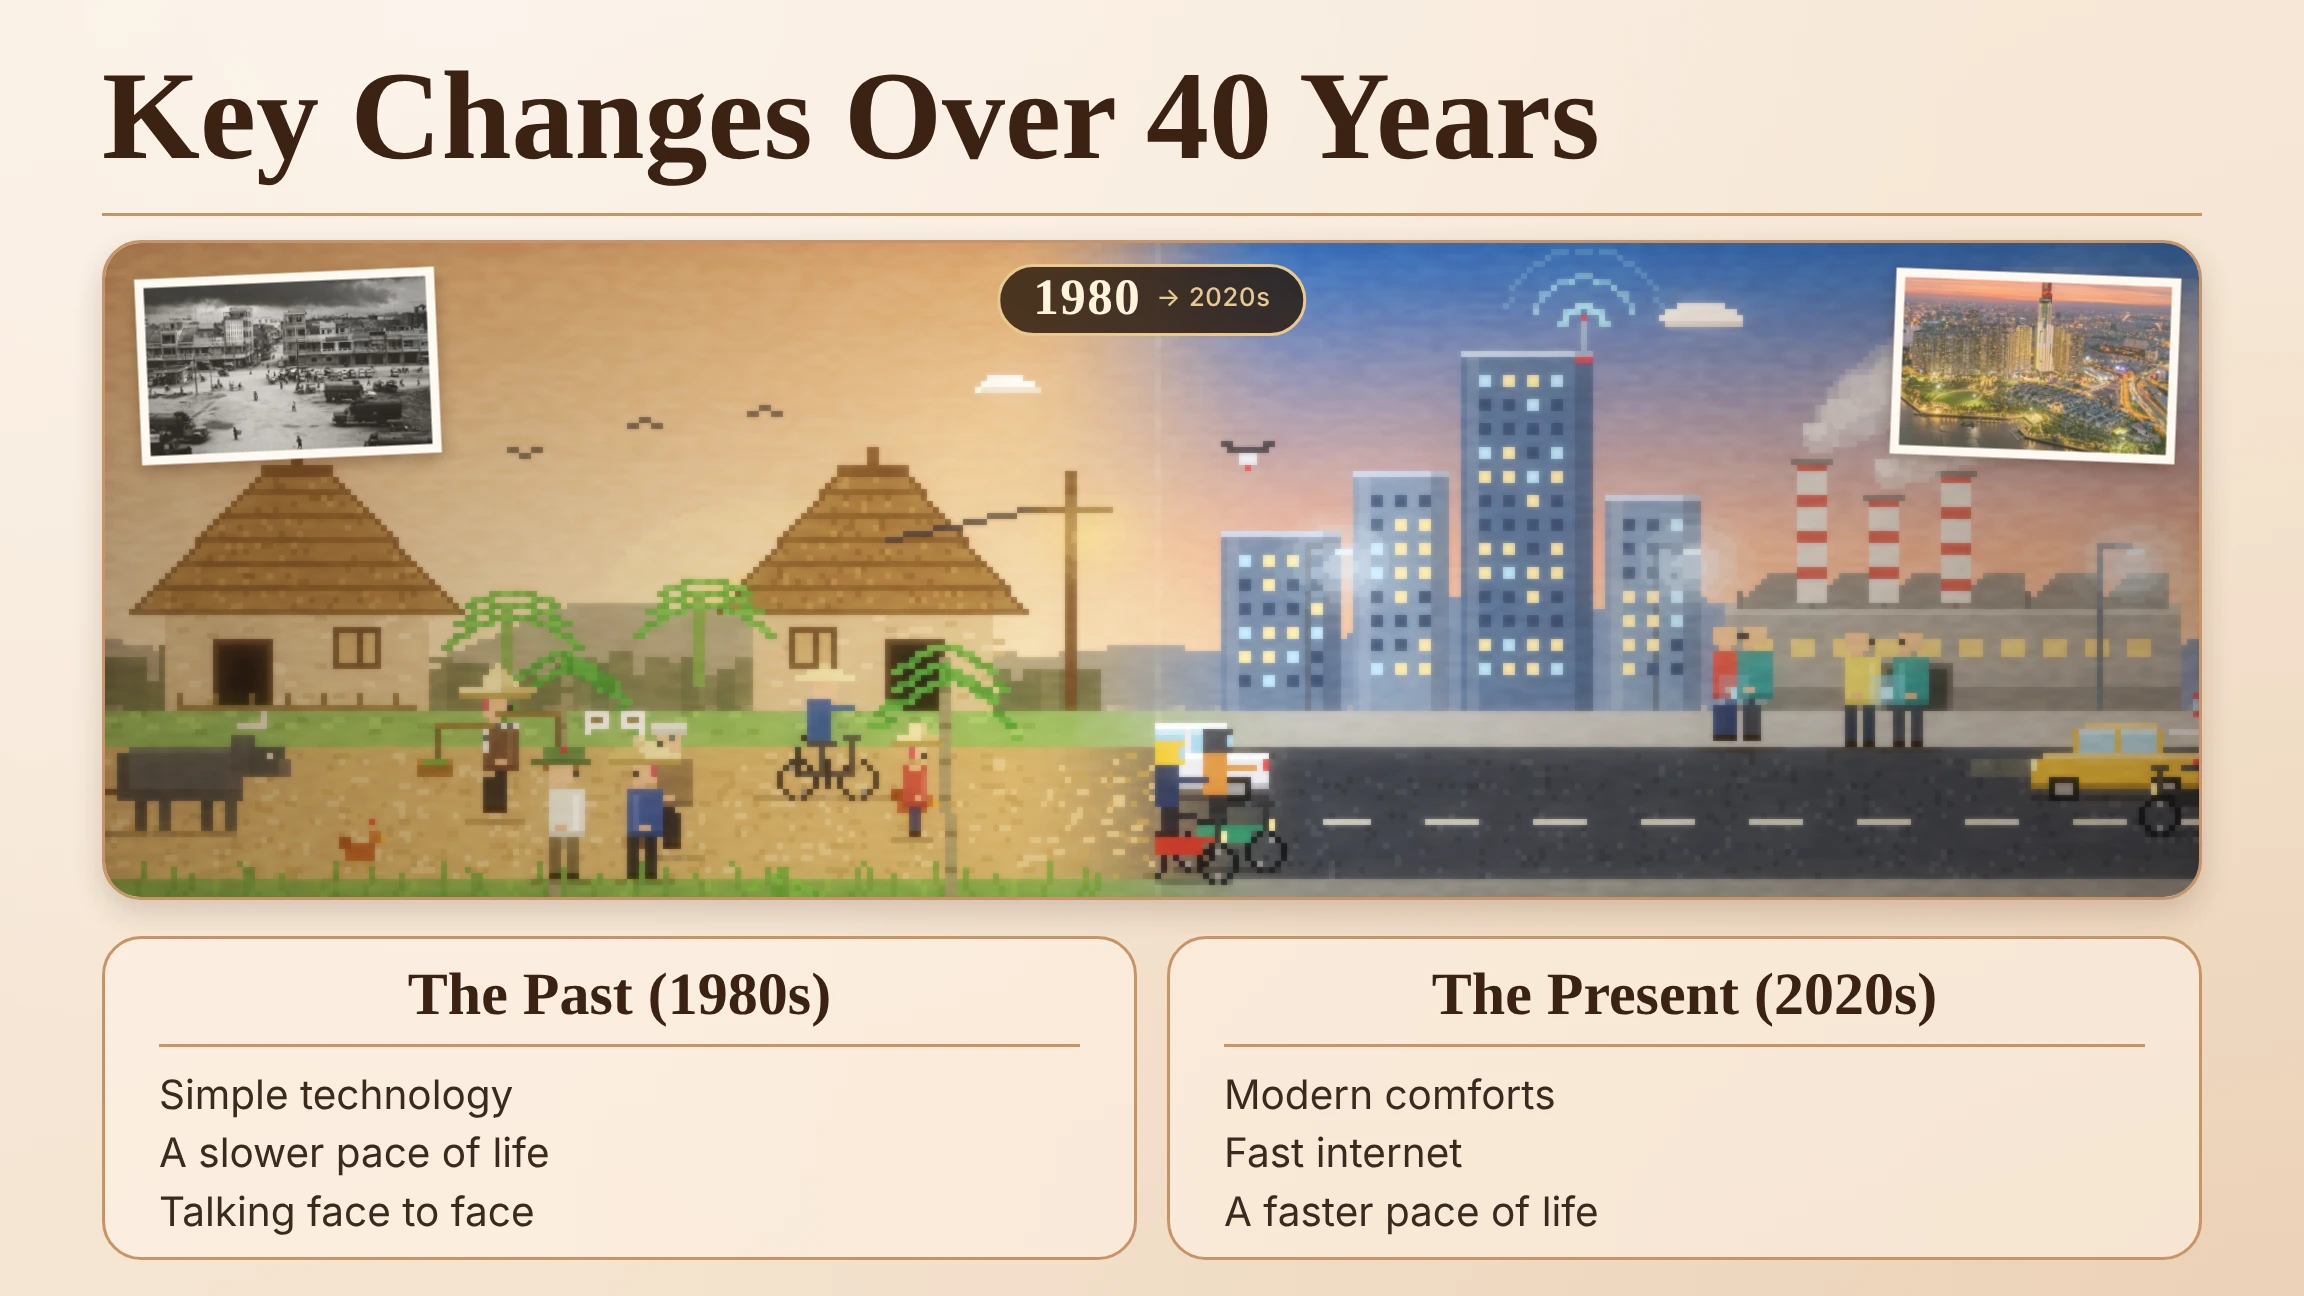 Key Changes Over 40 Years
1980 → 2020s
The Past (1980s)
Simple technology
A slower pace of life
Talking face to face
The Present (2020s)
Modern comforts
Fast internet
A faster pace of life